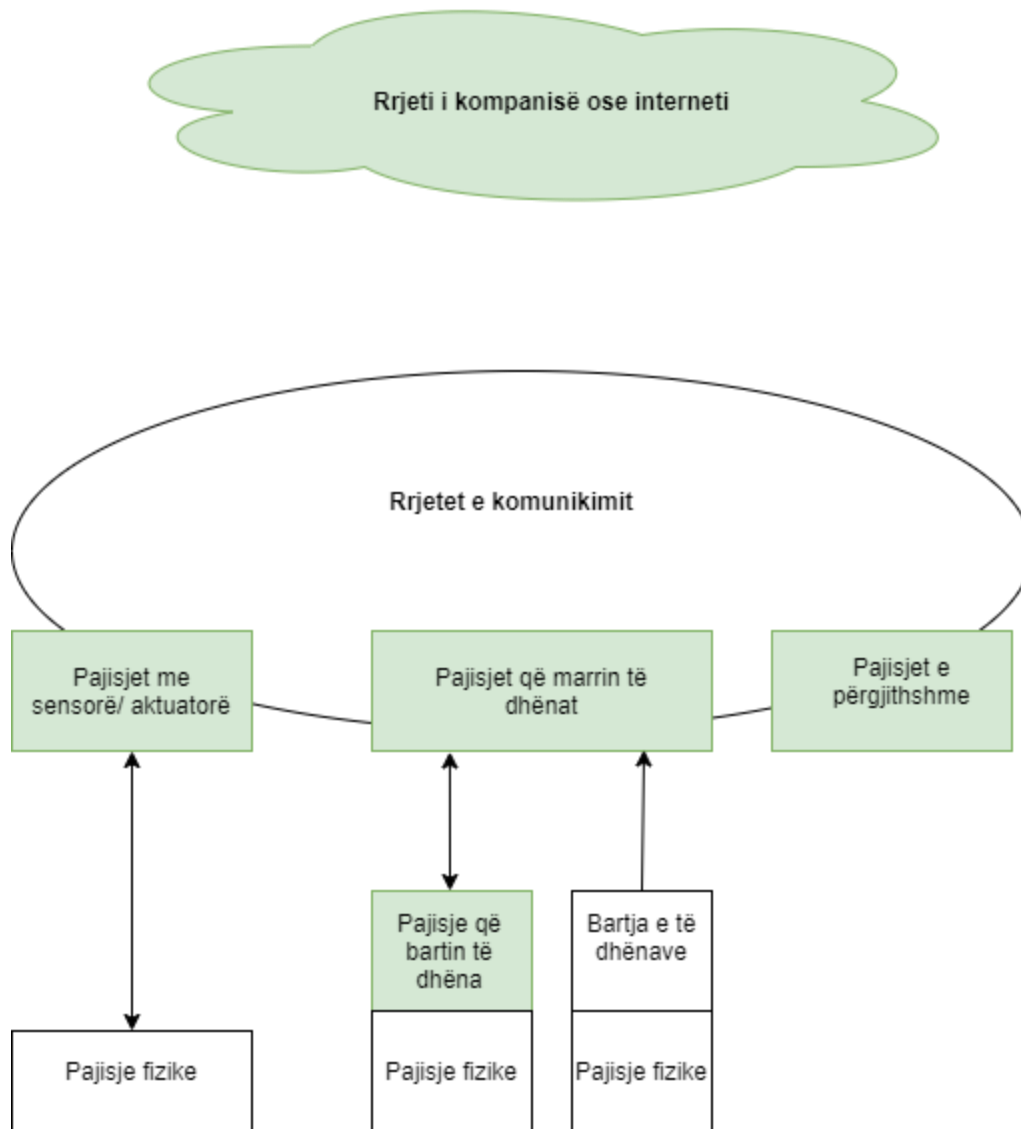 Rrjeti i kompanisë ose interneti
Rrjetet e komunikimit
Pajisjet me
sensorë/ aktuatorë
Pajisjet që marrin të
dhënat
Pajisjet e
përgjithshme
Pajisje që
bartin të
dhëna
Bartja e të
dhënave
Pajisje fizike
Pajisje fizike
Pajisje fizike